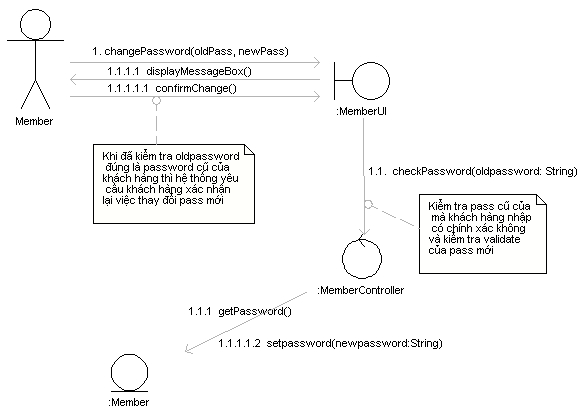 1. changePassword(oldPass, newPass)
1.1.1.1 displayMessageBox()
1.1.1.1.1 confirmChange()
Member
:MemberUI
Khi đã kiểm tra oldpassword
đúng là password cũ của
khách hàng thì hệ thống yêu
cầu khách hàng xác nhận
lại việc thay đổi pass mới
1.1. checkPassword(oldpassword: String)
Kiểm tra pass cũ của
mà khách hàng nhập
có chính xác không
và kiểm tra validate
của pass mới
:MemberController
1.1.1 getPassword()
1.1.1.1.2 setpassword(newpassword:String)
:Member